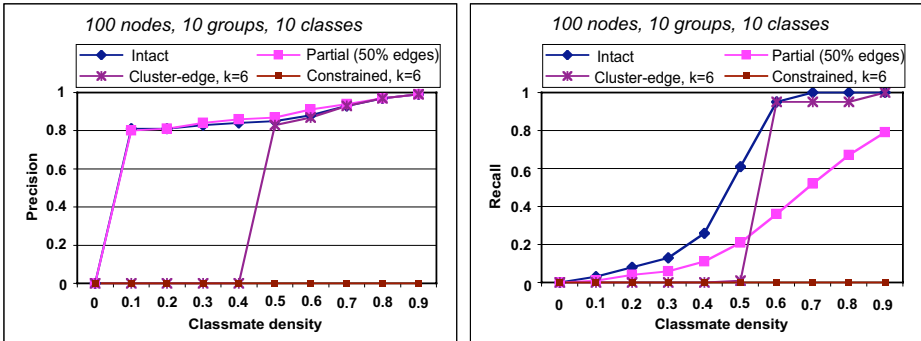 100 nodes, 10 groups, 10 classes
Intact
Partial (50% edges)
Cluster-edge, k=6
Constrained, k=6
1
0.8
0.6
0.4
0.2
0
Precision
0 0.1 0.2 0.3 0.4 0.5 0.6 0.7 0.8 0.9
Classmate density
100 nodes, 10 groups, 10 classes
Intact
Partial (50% edges)
Cluster-edge, k=6
Constrained, k=6
1
0.8
0.6
0.4
0.2
0
Recall
0 0.1 0.2 0.3 0.4 0.5 0.6 0.7 0.8 0.9
Classmate density